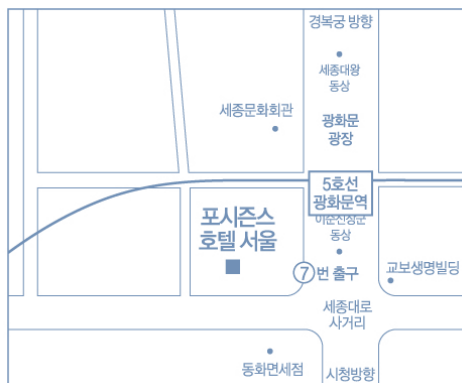 경복궁 방향
세종대왕
동상
세종문화회관
광화문
광장
5호선
광화문역
이순신장군
동상
포시즌스
호텔 서울
⑦번 출구
교보생명빌딩
세종대로
사거리
동화면세점
시청방향